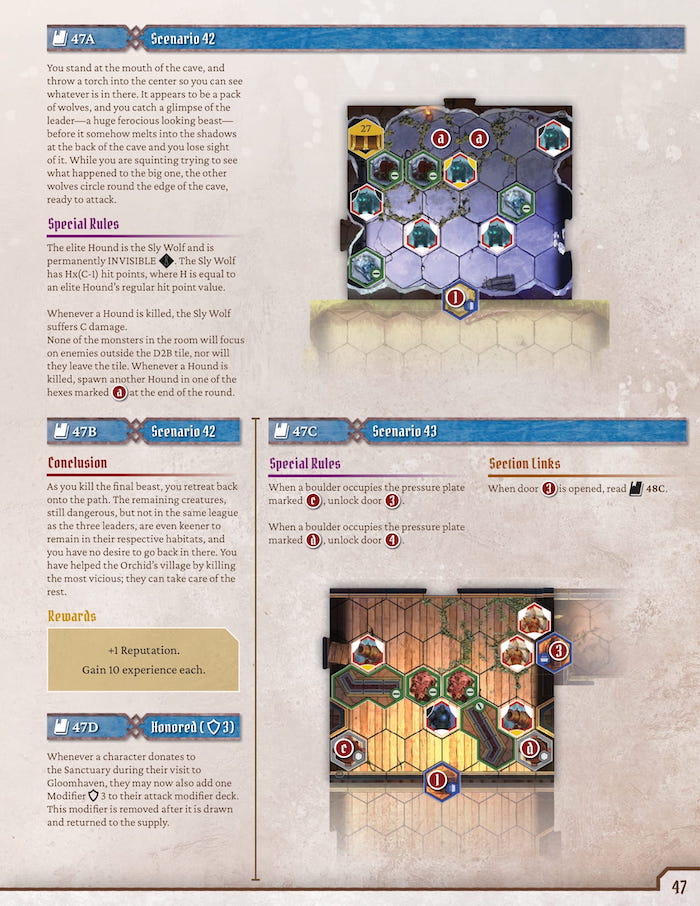 47A Scenario 42
You stand at the mouth of the cave, and
throw a torch into the center so you can see
whatever is in there. It appears to be a pack
of wolves, and you catch a glimpse of the
leader—a huge ferocious looking beast—
before it somehow melts into the shadows
at the back of the cave and you lose sight
of it. While you are squinting trying to see
what happened to the big one, the other
wolves circle round the edge of the cave,
ready to attack.
Special Rules
The elite Hound is the Sly Wolf and is
permanently INVISIBLE . The Sly Wolf
has Hx(C-1) hit points, where H is equal to
an elite Hound's regular hit point value.
Whenever a Hound is killed, the Sly Wolf
suffers C damage.
None of the monsters in the room will focus
on enemies outside the D2B tile, nor will
they leave the tile. Whenever a Hound is
killed, spawn another Hound in one of the
hexes marked a at the end of the round.
27
a a
1
47B Scenario 42
Conclusion
As you kill the final beast, you retreat back
onto the path. The remaining creatures,
still dangerous, but not in the same league
as the three leaders, are even keener to
remain in their respective habitats, and
you have no desire to go back in there. You
have helped the Orchid's village by killing
the most vicious; they can take care of the
rest.
Rewards
+1 Reputation.
Gain 10 experience each.
47D Honored ( 3)
Whenever a character donates to
the Sanctuary during their visit to
Gloomhaven, they may now also add one
Modifier 3 to their attack modifier deck.
This modifier is removed after it is drawn
and returned to the supply.
47C Scenario 43
Special Rules
When a boulder occupies the pressure plate
marked c , unlock door 3 .
When a boulder occupies the pressure plate
marked d , unlock door 4 .
Section Links
When door 3 is opened, read 48C.
3
c d
1
47